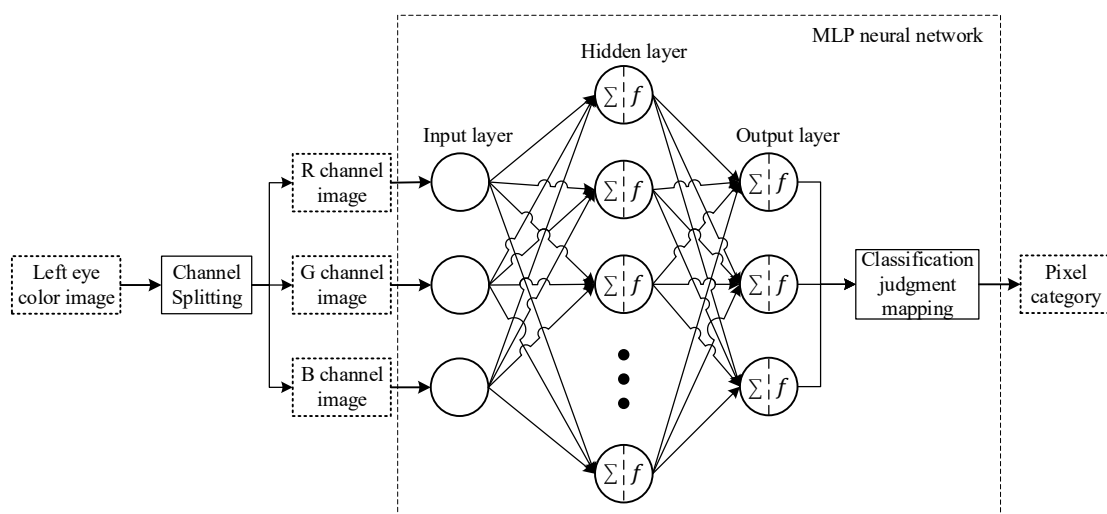 MLP neural network
Hidden layer
∑ f
Input layer
Output layer
R channel
image
∑ f
∑ f
Left eye
color image
Channel
Splitting
G channel
image
∑ f
∑ f
Classification
judgment
mapping
Pixel
category
B channel
image
∑ f
∑ f